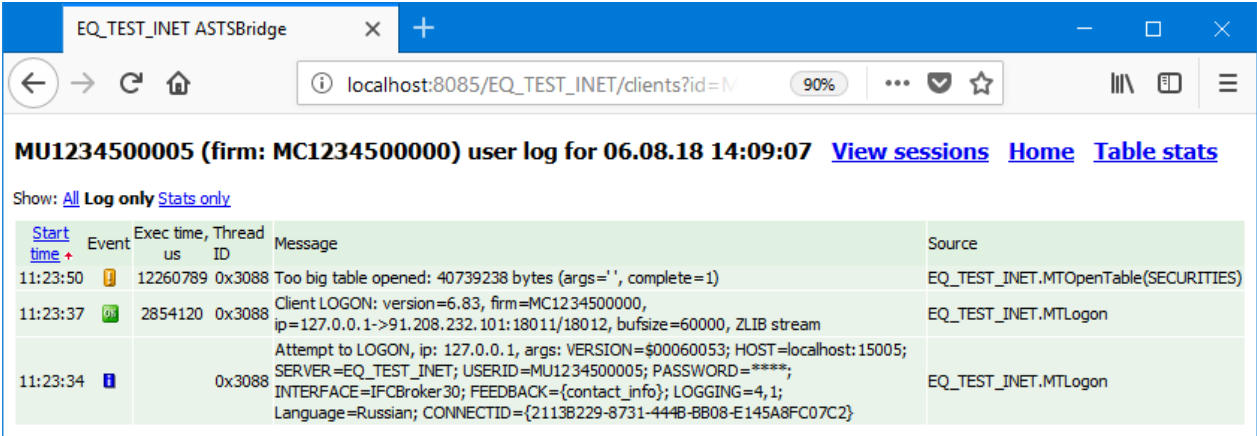 EQ_TEST_INET ASTSBridge
localhost:8085/EQ_TEST_INET/clients?id=M
90%
MU1234500005 (firm: MC1234500000) user log for 06.08.18 14:09:07 View sessions Home Table stats
Show: All Log only Stats only
Start time Event Exec time, us Thread ID Message Source
11:23:50 12260789 0x3088 Too big table opened: 40739238 bytes (args='', complete=1) EQ_TEST_INET.MTOpenTable(SECURITIES)
11:23:37 ok 2854120 0x3088 Client LOGON: version=6.83, firm=MC1234500000,
ip=127.0.0.1->91.208.232.101:18011/18012, bufsize=60000, ZLIB stream EQ_TEST_INET.MTLogon
11:23:34 0x3088 Attempt to LOGON, ip: 127.0.0.1, args: VERSION=$00060053; HOST=localhost:15005;
SERVER=EQ_TEST_INET; USERID=MU1234500005; PASSWORD=****;
INTERFACE=IFCBroker30; FEEDBACK={contact_info}; LOGGING=4,1;
Language=Russian; CONNECTID={2113B229-8731-444B-BB08-E145A8FC07C2} EQ_TEST_INET.MTLogon